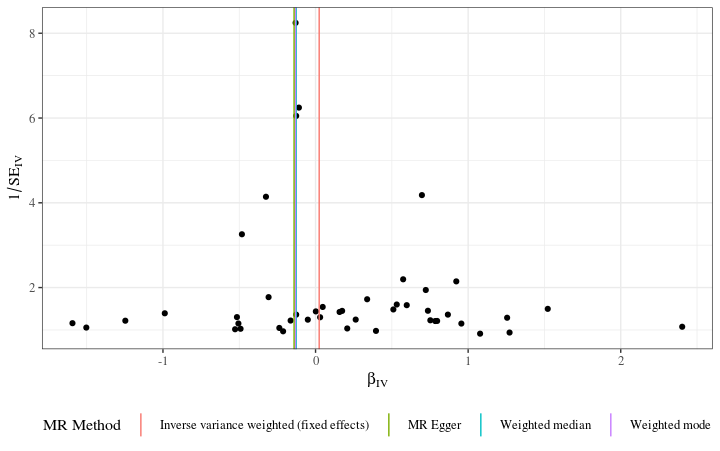 8
6
4
2
1/SE_IV
-1 0 1 2
β_IV
MR Method Inverse variance weighted (fixed effects) MR Egger Weighted median Weighted mode